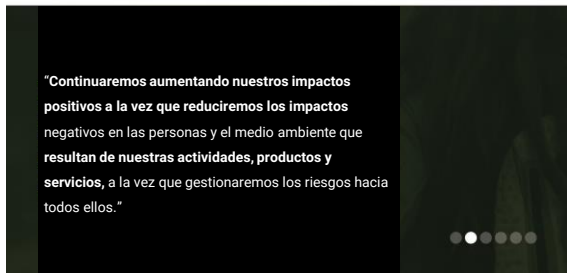 “Continuaremos aumentando nuestros impactos
positivos a la vez que reduciremos los impactos
negativos en las personas y el medio ambiente que
resultan de nuestras actividades, productos y
servicios, a la vez que gestionaremos los riesgos hacia
todos ellos.”